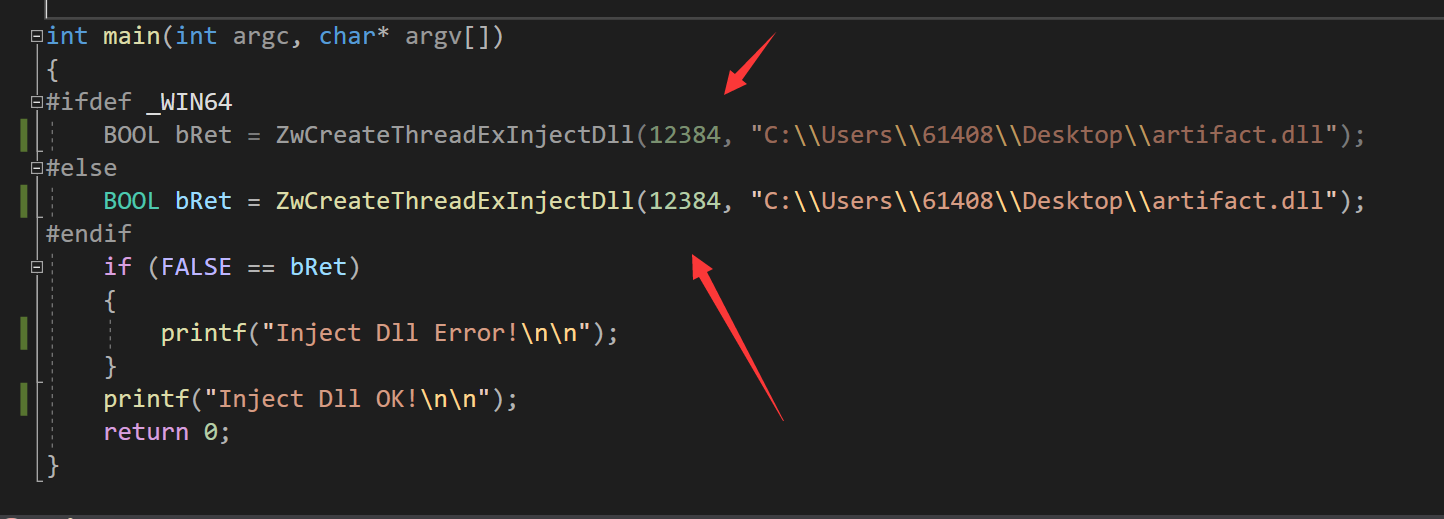 int main(int argc, char* argv[])
{
#ifdef _WIN64
BOOL bRet = ZwCreateThreadExInjectDll(12384, "C:\\Users\\61408\\Desktop\\artifact.dll");
#else
BOOL bRet = ZwCreateThreadExInjectDll(12384, "C:\\Users\\61408\\Desktop\\artifact.dll");
#endif
if (FALSE == bRet)
{
printf("Inject Dll Error!\n\n");
}
printf("Inject Dll OK!\n\n");
return 0;
}